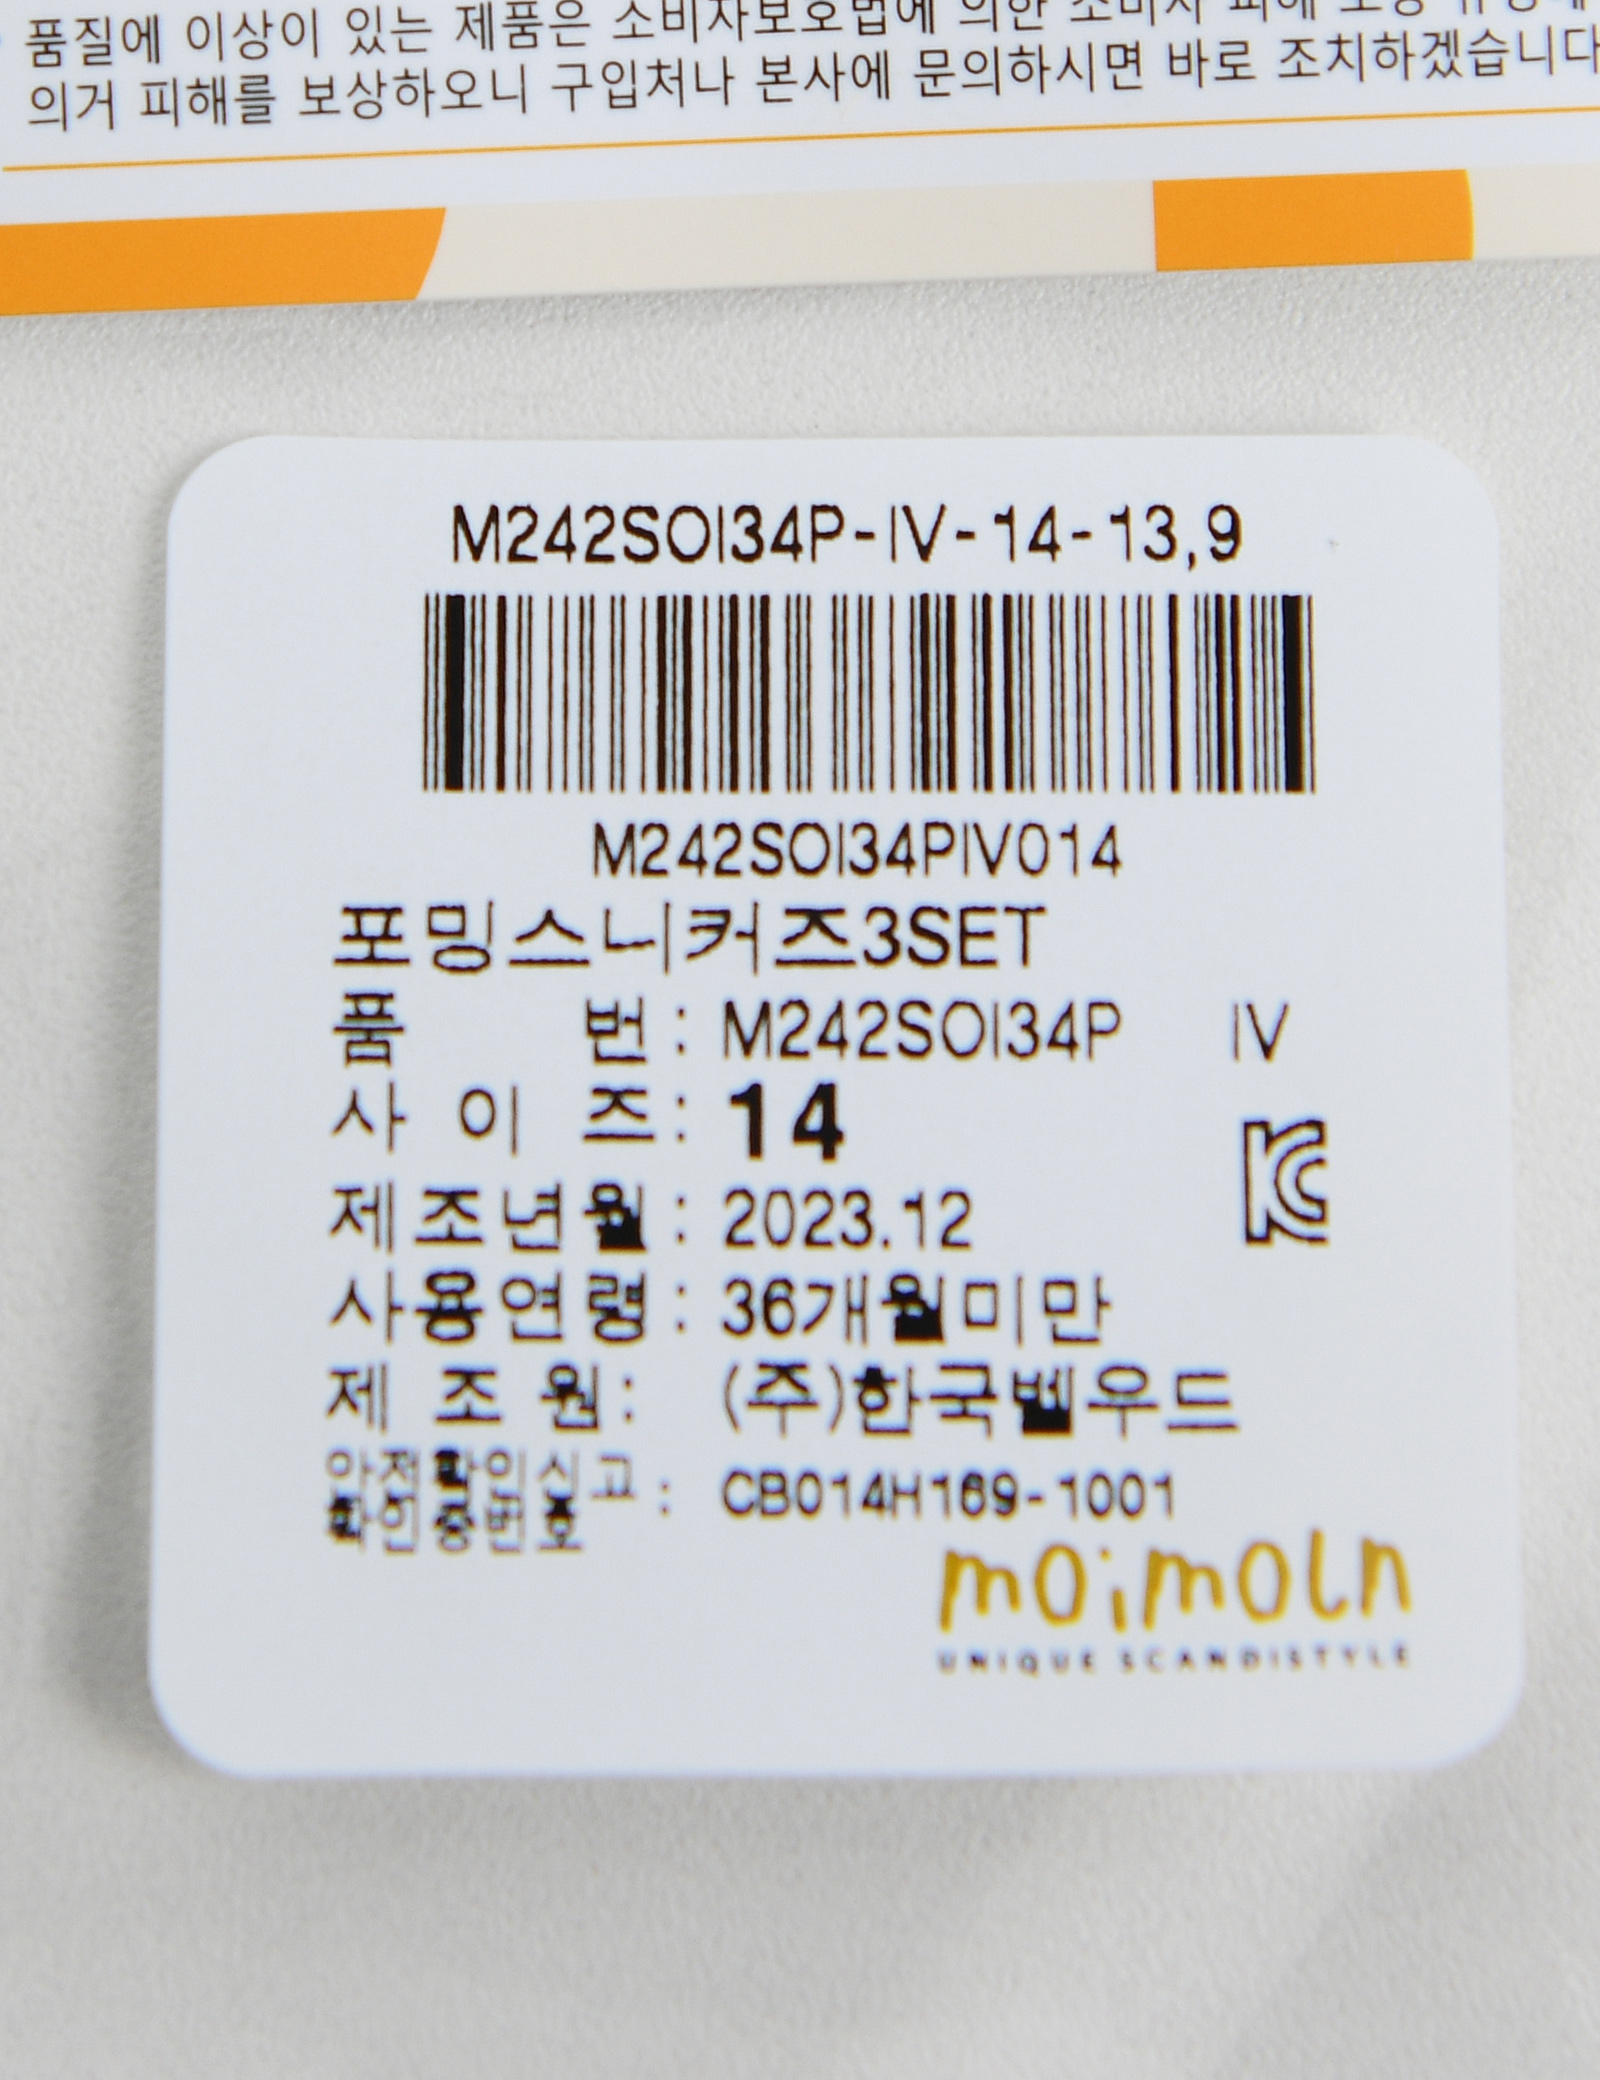 품질에 이상이 있는 제품은 소비자보호법에 의한 소비자 피해 보상
의거 피해를 보상하오니 구입처나 본사에 문의하시면 바로 조치하겠습니다
M242SOI34P-IV-14-13,9
M242SOI34PIV014
포밍스니커즈3SET
품 번 : M242SOI34P IV
사 이 즈 : 14
제조년월 : 2023.12
사용연령 : 36개월미만
제 조 원 : (주)한국벨우드
안전확인신고
확인증번호 : CB014H169-1001
moimoln
UNIQUE SCANDISTYLE